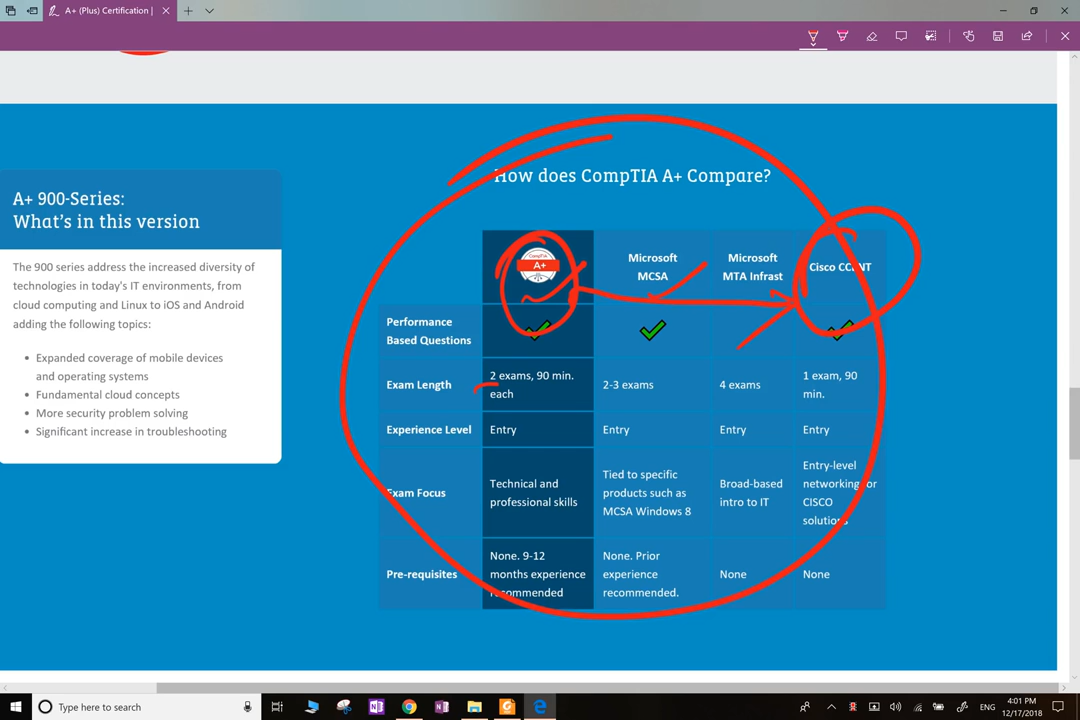 A+ (Plus) Certification |
How does CompTIA A+ Compare?
A+ 900-Series:
What's in this version
The 900 series address the increased diversity of
technologies in today's IT environments, from
cloud computing and Linux to iOS and Android
adding the following topics:
Expanded coverage of mobile devices
and operating systems
Fundamental cloud concepts
More security problem solving
Significant increase in troubleshooting
CompTIA
A+
Microsoft
MCSA
Microsoft
MTA Infrast
Cisco CCENT
Performance
Based Questions
Exam Length
2 exams, 90 min.
each
2-3 exams
4 exams
1 exam, 90
min.
Experience Level
Entry
Entry
Entry
Entry
Exam Focus
Technical and
professional skills
Tied to specific
products such as
MCSA Windows 8
Broad-based
intro to IT
Entry-level
networking for
CISCO
solutions
Pre-requisites
None. 9-12
months experience
recommended
None. Prior
experience
recommended.
None
None
Type here to search
ENG
4:01 PM
12/17/2018